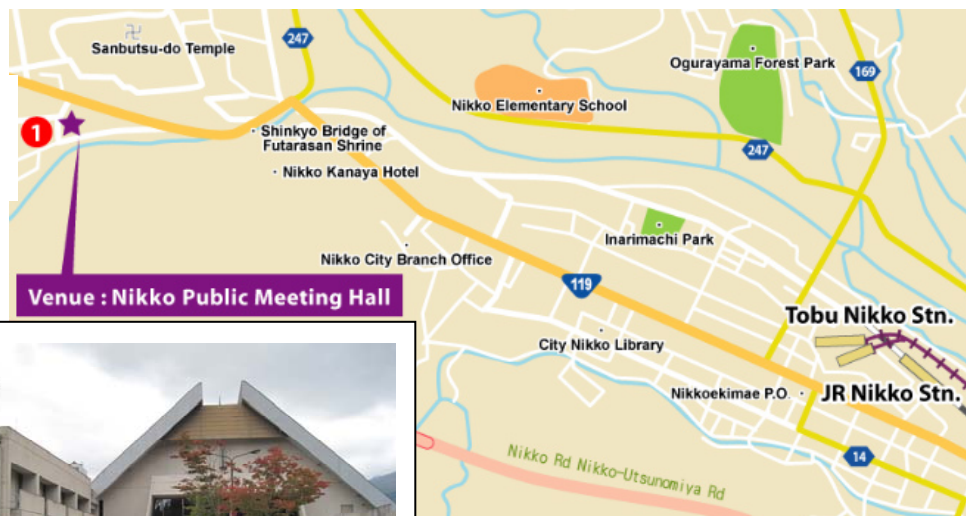 Sanbutsu-do Temple
247
Ogurayama Forest Park
169
Nikko Elementary School
1
Shinkyo Bridge of
Futarasan Shrine
247
Nikko Kanaya Hotel
Inarimachi Park
Nikko City Branch Office
119
Venue : Nikko Public Meeting Hall
Tobu Nikko Stn.
City Nikko Library
Nikkoekimae P.O.
JR Nikko Stn.
14
Nikko Rd Nikko-Utsunomiya Rd